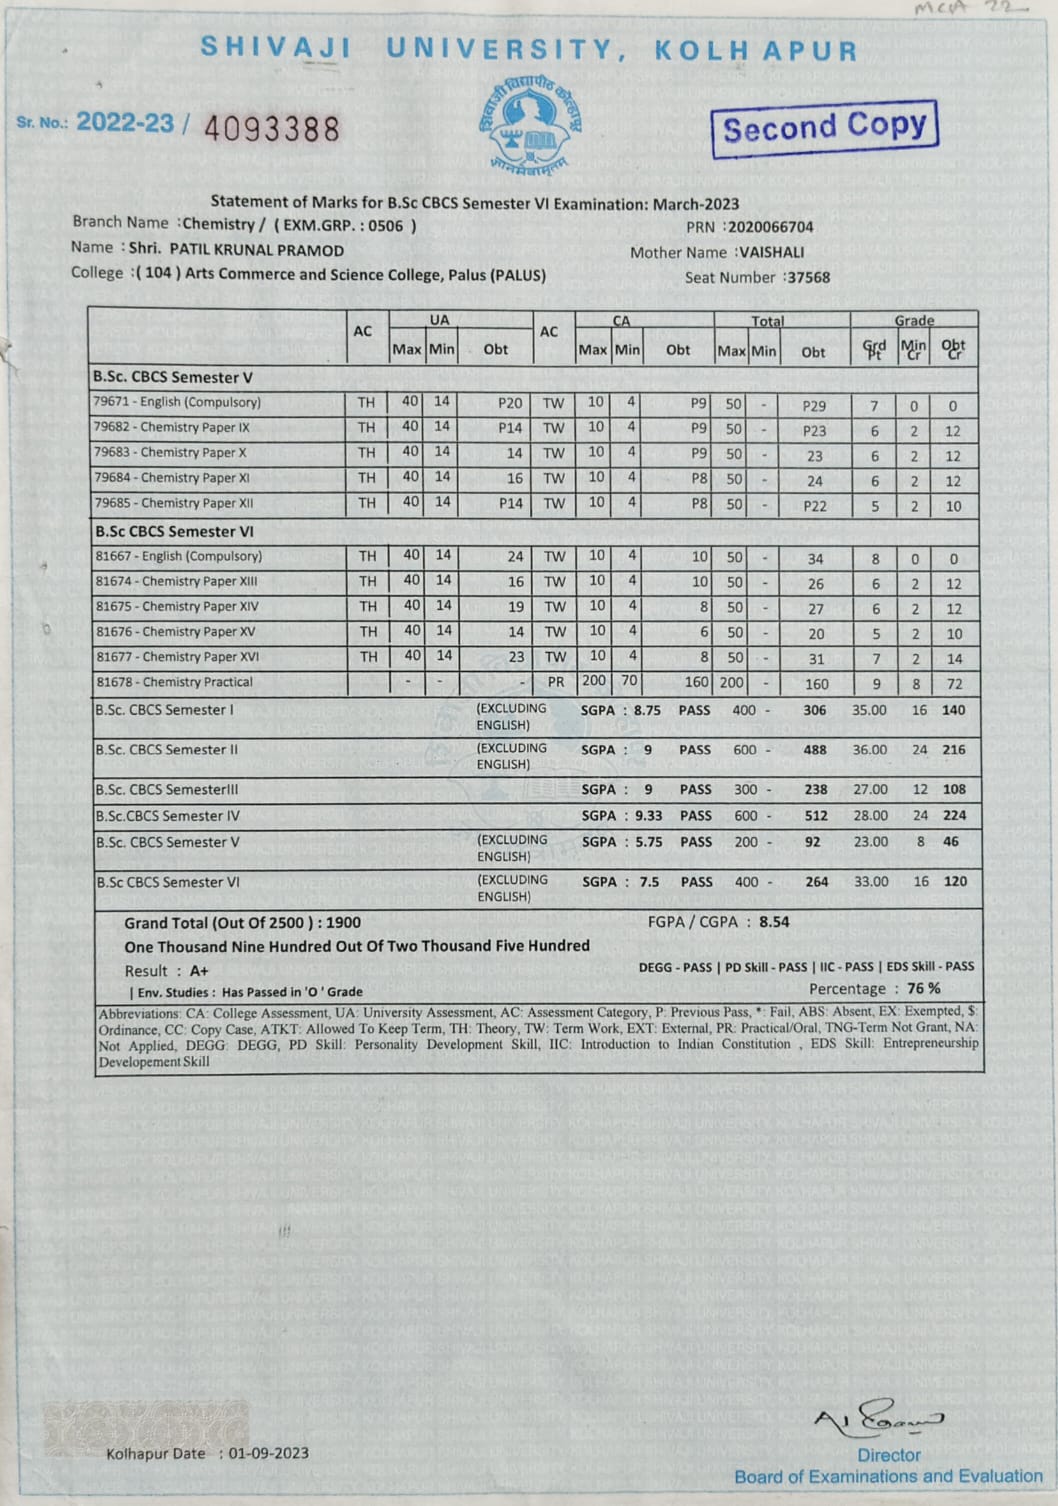 MCA 22
SHIVAJI UNIVERSITY, KOLHAPUR
शिवाजी विद्यापीठ कोल्हापूर
ज्ञानमेवामृतम्
Sr. No.: 2022-23 / 4093388
Second Copy
Statement of Marks for B.Sc CBCS Semester VI Examination: March-2023
Branch Name : Chemistry / ( EXM.GRP. : 0506 ) PRN : 2020066704
Name : Shri. PATIL KRUNAL PRAMOD Mother Name : VAISHALI
College : ( 104 ) Arts Commerce and Science College, Palus (PALUS) Seat Number : 37568
AC UA AC CA Total Grade
Max Min Obt Max Min Obt Max Min Obt Grd Pt Min Cr Obt Cr
B.Sc. CBCS Semester V
79671 - English (Compulsory) TH 40 14 P20 TW 10 4 P9 50 - P29 7 0 0
79682 - Chemistry Paper IX TH 40 14 P14 TW 10 4 P9 50 - P23 6 2 12
79683 - Chemistry Paper X TH 40 14 14 TW 10 4 P9 50 - 23 6 2 12
79684 - Chemistry Paper XI TH 40 14 16 TW 10 4 P8 50 - 24 6 2 12
79685 - Chemistry Paper XII TH 40 14 P14 TW 10 4 P8 50 - P22 5 2 10
B.Sc CBCS Semester VI
81667 - English (Compulsory) TH 40 14 24 TW 10 4 10 50 - 34 8 0 0
81674 - Chemistry Paper XIII TH 40 14 16 TW 10 4 10 50 - 26 6 2 12
81675 - Chemistry Paper XIV TH 40 14 19 TW 10 4 8 50 - 27 6 2 12
81676 - Chemistry Paper XV TH 40 14 14 TW 10 4 6 50 - 20 5 2 10
81677 - Chemistry Paper XVI TH 40 14 23 TW 10 4 8 50 - 31 7 2 14
81678 - Chemistry Practical - - - PR 200 70 160 200 - 160 9 8 72
B.Sc. CBCS Semester I (EXCLUDING ENGLISH) SGPA : 8.75 PASS 400 - 306 35.00 16 140
B.Sc. CBCS Semester II (EXCLUDING ENGLISH) SGPA : 9 PASS 600 - 488 36.00 24 216
B.Sc. CBCS SemesterIII SGPA : 9 PASS 300 - 238 27.00 12 108
B.Sc.CBCS Semester IV SGPA : 9.33 PASS 600 - 512 28.00 24 224
B.Sc. CBCS Semester V (EXCLUDING ENGLISH) SGPA : 5.75 PASS 200 - 92 23.00 8 46
B.Sc CBCS Semester VI (EXCLUDING ENGLISH) SGPA : 7.5 PASS 400 - 264 33.00 16 120
Grand Total (Out Of 2500 ) : 1900 FGPA / CGPA : 8.54
One Thousand Nine Hundred Out Of Two Thousand Five Hundred
Result : A+ DEGG - PASS | PD Skill - PASS | IIC - PASS | EDS Skill - PASS
| Env. Studies : Has Passed in 'O' Grade Percentage : 76 %
Abbreviations: CA: College Assessment, UA: University Assessment, AC: Assessment Category, P: Previous Pass, *: Fail, ABS: Absent, EX: Exempted, $:
Ordinance, CC: Copy Case, ATKT: Allowed To Keep Term, TH: Theory, TW: Term Work, EXT: External, PR: Practical/Oral, TNG-Term Not Grant, NA:
Not Applied, DEGG: DEGG, PD Skill: Personality Development Skill, IIC: Introduction to Indian Constitution , EDS Skill: Entrepreneurship
Developement Skill
Kolhapur Date : 01-09-2023
Director
Board of Examinations and Evaluation